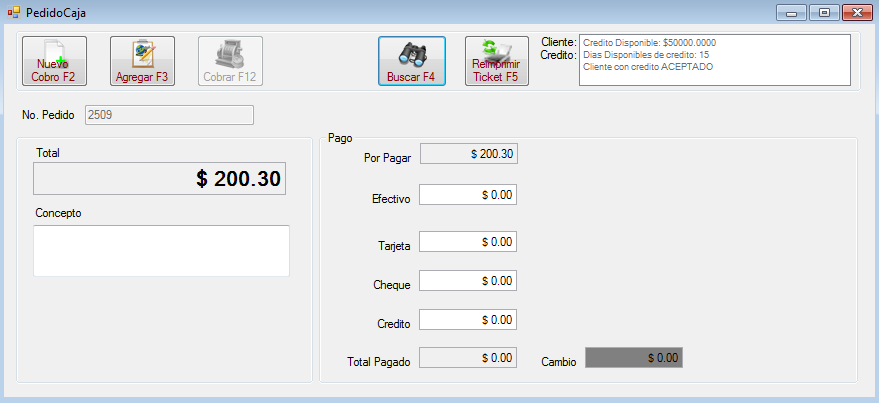 PedidoCaja
Nuevo
Cobro F2
Agregar F3
Cobrar F12
Buscar F4
Reimprimir
Ticket F5
Cliente:
Credito:
Credito Disponible: $50000.0000
Dias Disponibles de credito: 15
Cliente con credito ACEPTADO
No. Pedido 2509
Total
$ 200.30
Concepto
Pago
Por Pagar $ 200.30
Efectivo $ 0.00
Tarjeta $ 0.00
Cheque $ 0.00
Credito $ 0.00
Total Pagado $ 0.00 Cambio $ 0.00